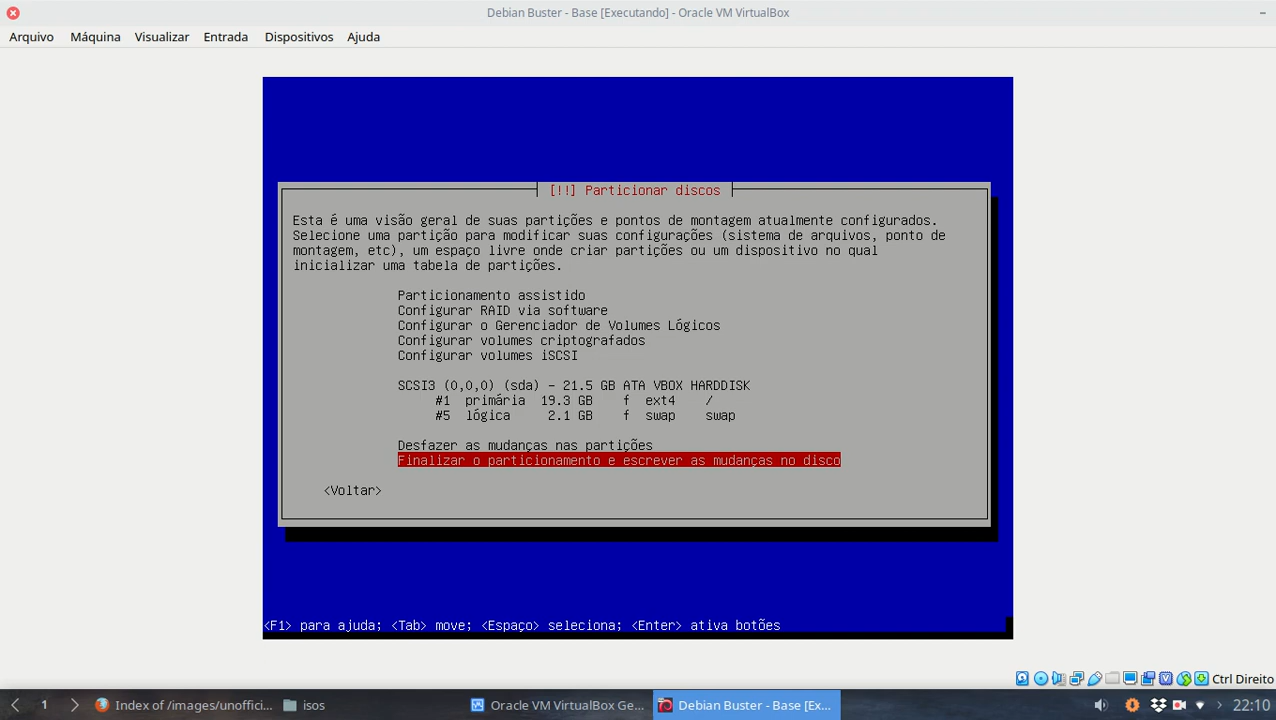 Debian Buster - Base [Executando] - Oracle VM VirtualBox
Arquivo Máquina Visualizar Entrada Dispositivos Ajuda
[!!] Particionar discos
Esta é uma visão geral de suas partições e pontos de montagem atualmente configurados.
Selecione uma partição para modificar suas configurações (sistema de arquivos, ponto de
montagem, etc), um espaço livre onde criar partições ou um dispositivo no qual
inicializar uma tabela de partições.
Particionamento assistido
Configurar RAID via software
Configurar o Gerenciador de Volumes Lógicos
Configurar volumes criptografados
Configurar volumes iSCSI
SCSI3 (0,0,0) (sda) - 21.5 GB ATA VBOX HARDDISK
#1 primária 19.3 GB f ext4 /
#5 lógica 2.1 GB f swap swap
Desfazer as mudanças nas partições
Finalizar o particionamento e escrever as mudanças no disco
<Voltar>
<F1> para ajuda; <Tab> move; <Espaço> seleciona; <Enter> ativa botões
Ctrl Direito
1 Index of /images/unoffici... isos Oracle VM VirtualBox Ge... Debian Buster - Base [Ex... 22:10